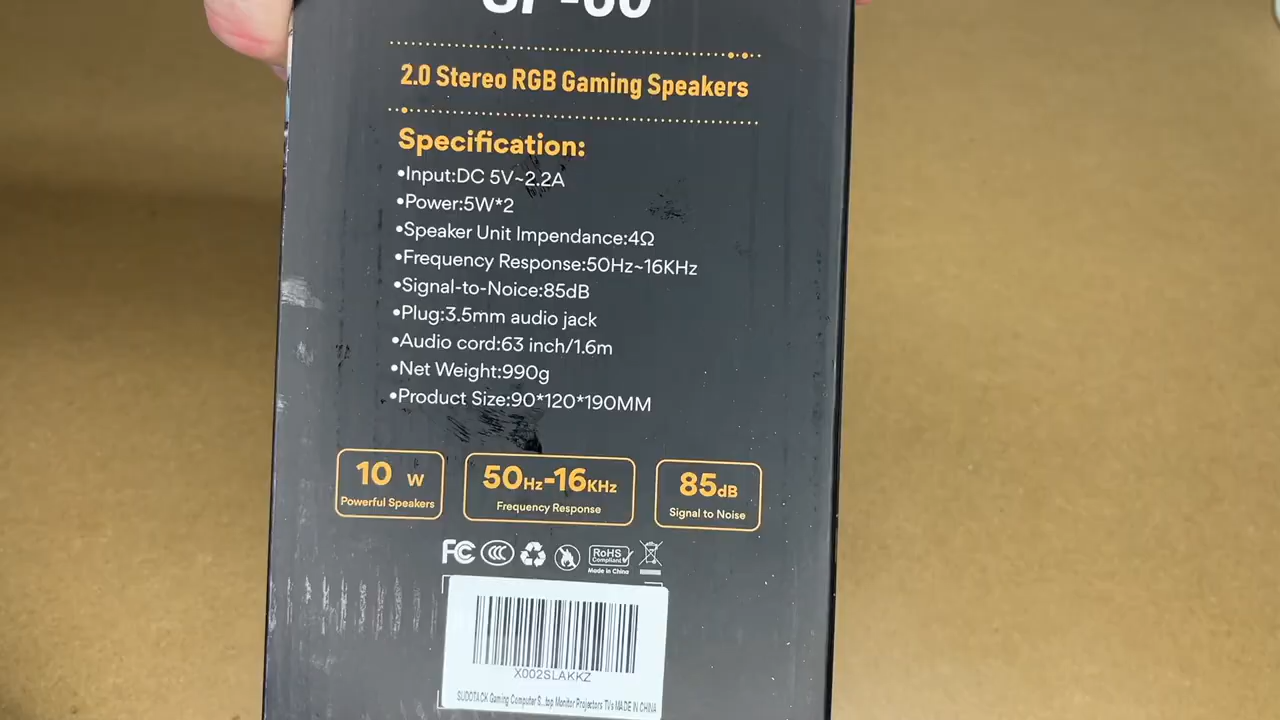 2.0 Stereo RGB Gaming Speakers
Specification:
•Input:DC 5V~2.2A
•Power:5W*2
•Speaker Unit Impendance:4Ω
•Frequency Response:50Hz~16KHz
•Signal-to-Noice:85dB
•Plug:3.5mm audio jack
•Audio cord:63 inch/1.6m
•Net Weight:990g
•Product Size:90*120*190MM
10 W
Powerful Speakers
50Hz-16KHz
Frequency Response
85dB
Signal to Noise
FC CCC RoHS
Compliant
Made in China
X002SLAKKZ
SUDOTACK Gaming Computer S...top Monitor Projectors TVs MADE IN CHINA